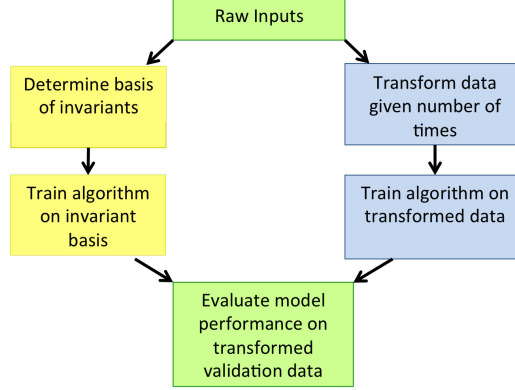 Raw Inputs
Determine basis
of invariants
Transform data
given number of
times
Train algorithm
on invariant
basis
Train algorithm on
transformed data
Evaluate model
performance on
transformed
validation data